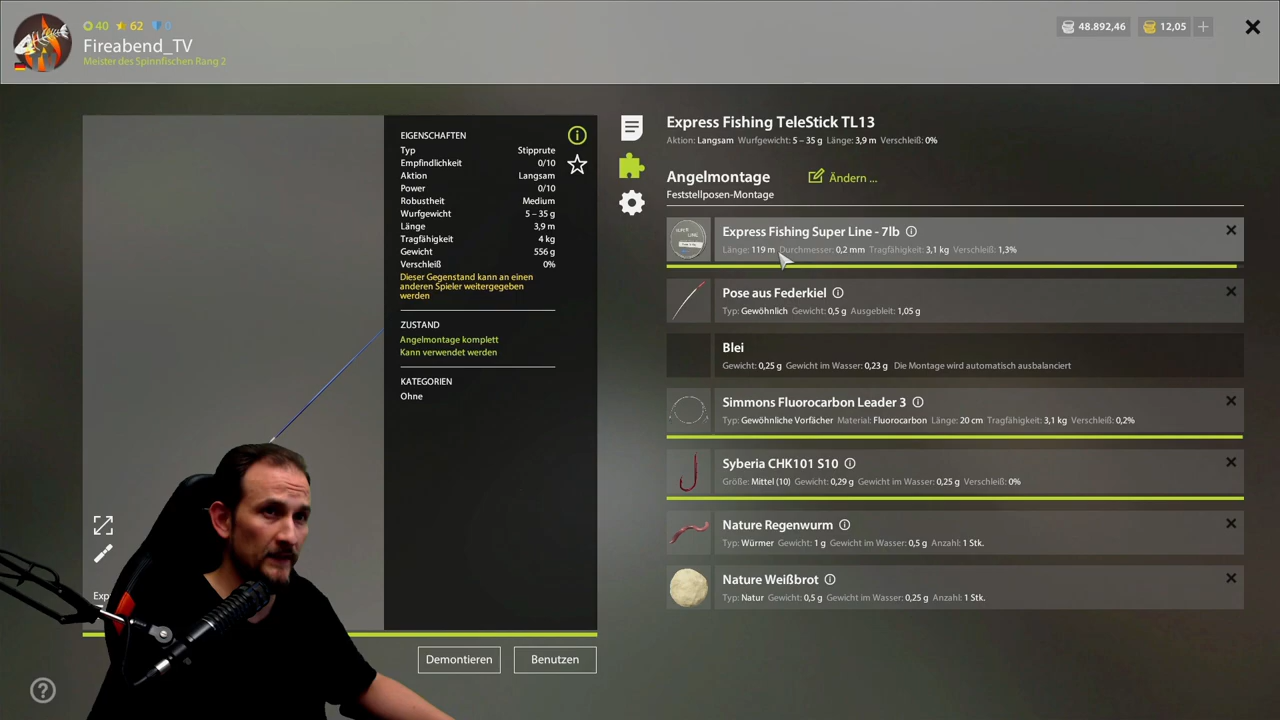 40 62 0
Fireabend_TV
Meister des Spinnfischen Rang 2
48.892,46 12,05
EIGENSCHAFTEN
Typ Stipprute
Empfindlichkeit 0/10
Aktion Langsam
Power 0/10
Robustheit Medium
Wurfgewicht 5 – 35 g
Länge 3,9 m
Tragfähigkeit 4 kg
Gewicht 556 g
Verschleiß 0%
Dieser Gegenstand kann an einen
anderen Spieler weitergegeben
werden
ZUSTAND
Angelmontage komplett
Kann verwendet werden
KATEGORIEN
Ohne
Exp
Demontieren
Benutzen
Express Fishing TeleStick TL13
Aktion: Langsam Wurfgewicht: 5 – 35 g Länge: 3,9 m Verschleiß: 0%
Angelmontage
Ändern ...
Feststellposen-Montage
Express Fishing Super Line - 7lb
Länge: 119 m Durchmesser: 0,2 mm Tragfähigkeit: 3,1 kg Verschleiß: 1,3%
Pose aus Federkiel
Typ: Gewöhnlich Gewicht: 0,5 g Ausgebleit: 1,05 g
Blei
Gewicht: 0,25 g Gewicht im Wasser: 0,23 g Die Montage wird automatisch ausbalanciert
Simmons Fluorocarbon Leader 3
Typ: Gewöhnliche Vorfächer Material: Fluorocarbon Länge: 20 cm Tragfähigkeit: 3,1 kg Verschleiß: 0,2%
Syberia CHK101 S10
Größe: Mittel (10) Gewicht: 0,29 g Gewicht im Wasser: 0,25 g Verschleiß: 0%
Nature Regenwurm
Typ: Würmer Gewicht: 1 g Gewicht im Wasser: 0,5 g Anzahl: 1 Stk.
Nature Weißbrot
Typ: Natur Gewicht: 0,5 g Gewicht im Wasser: 0,25 g Anzahl: 1 Stk.